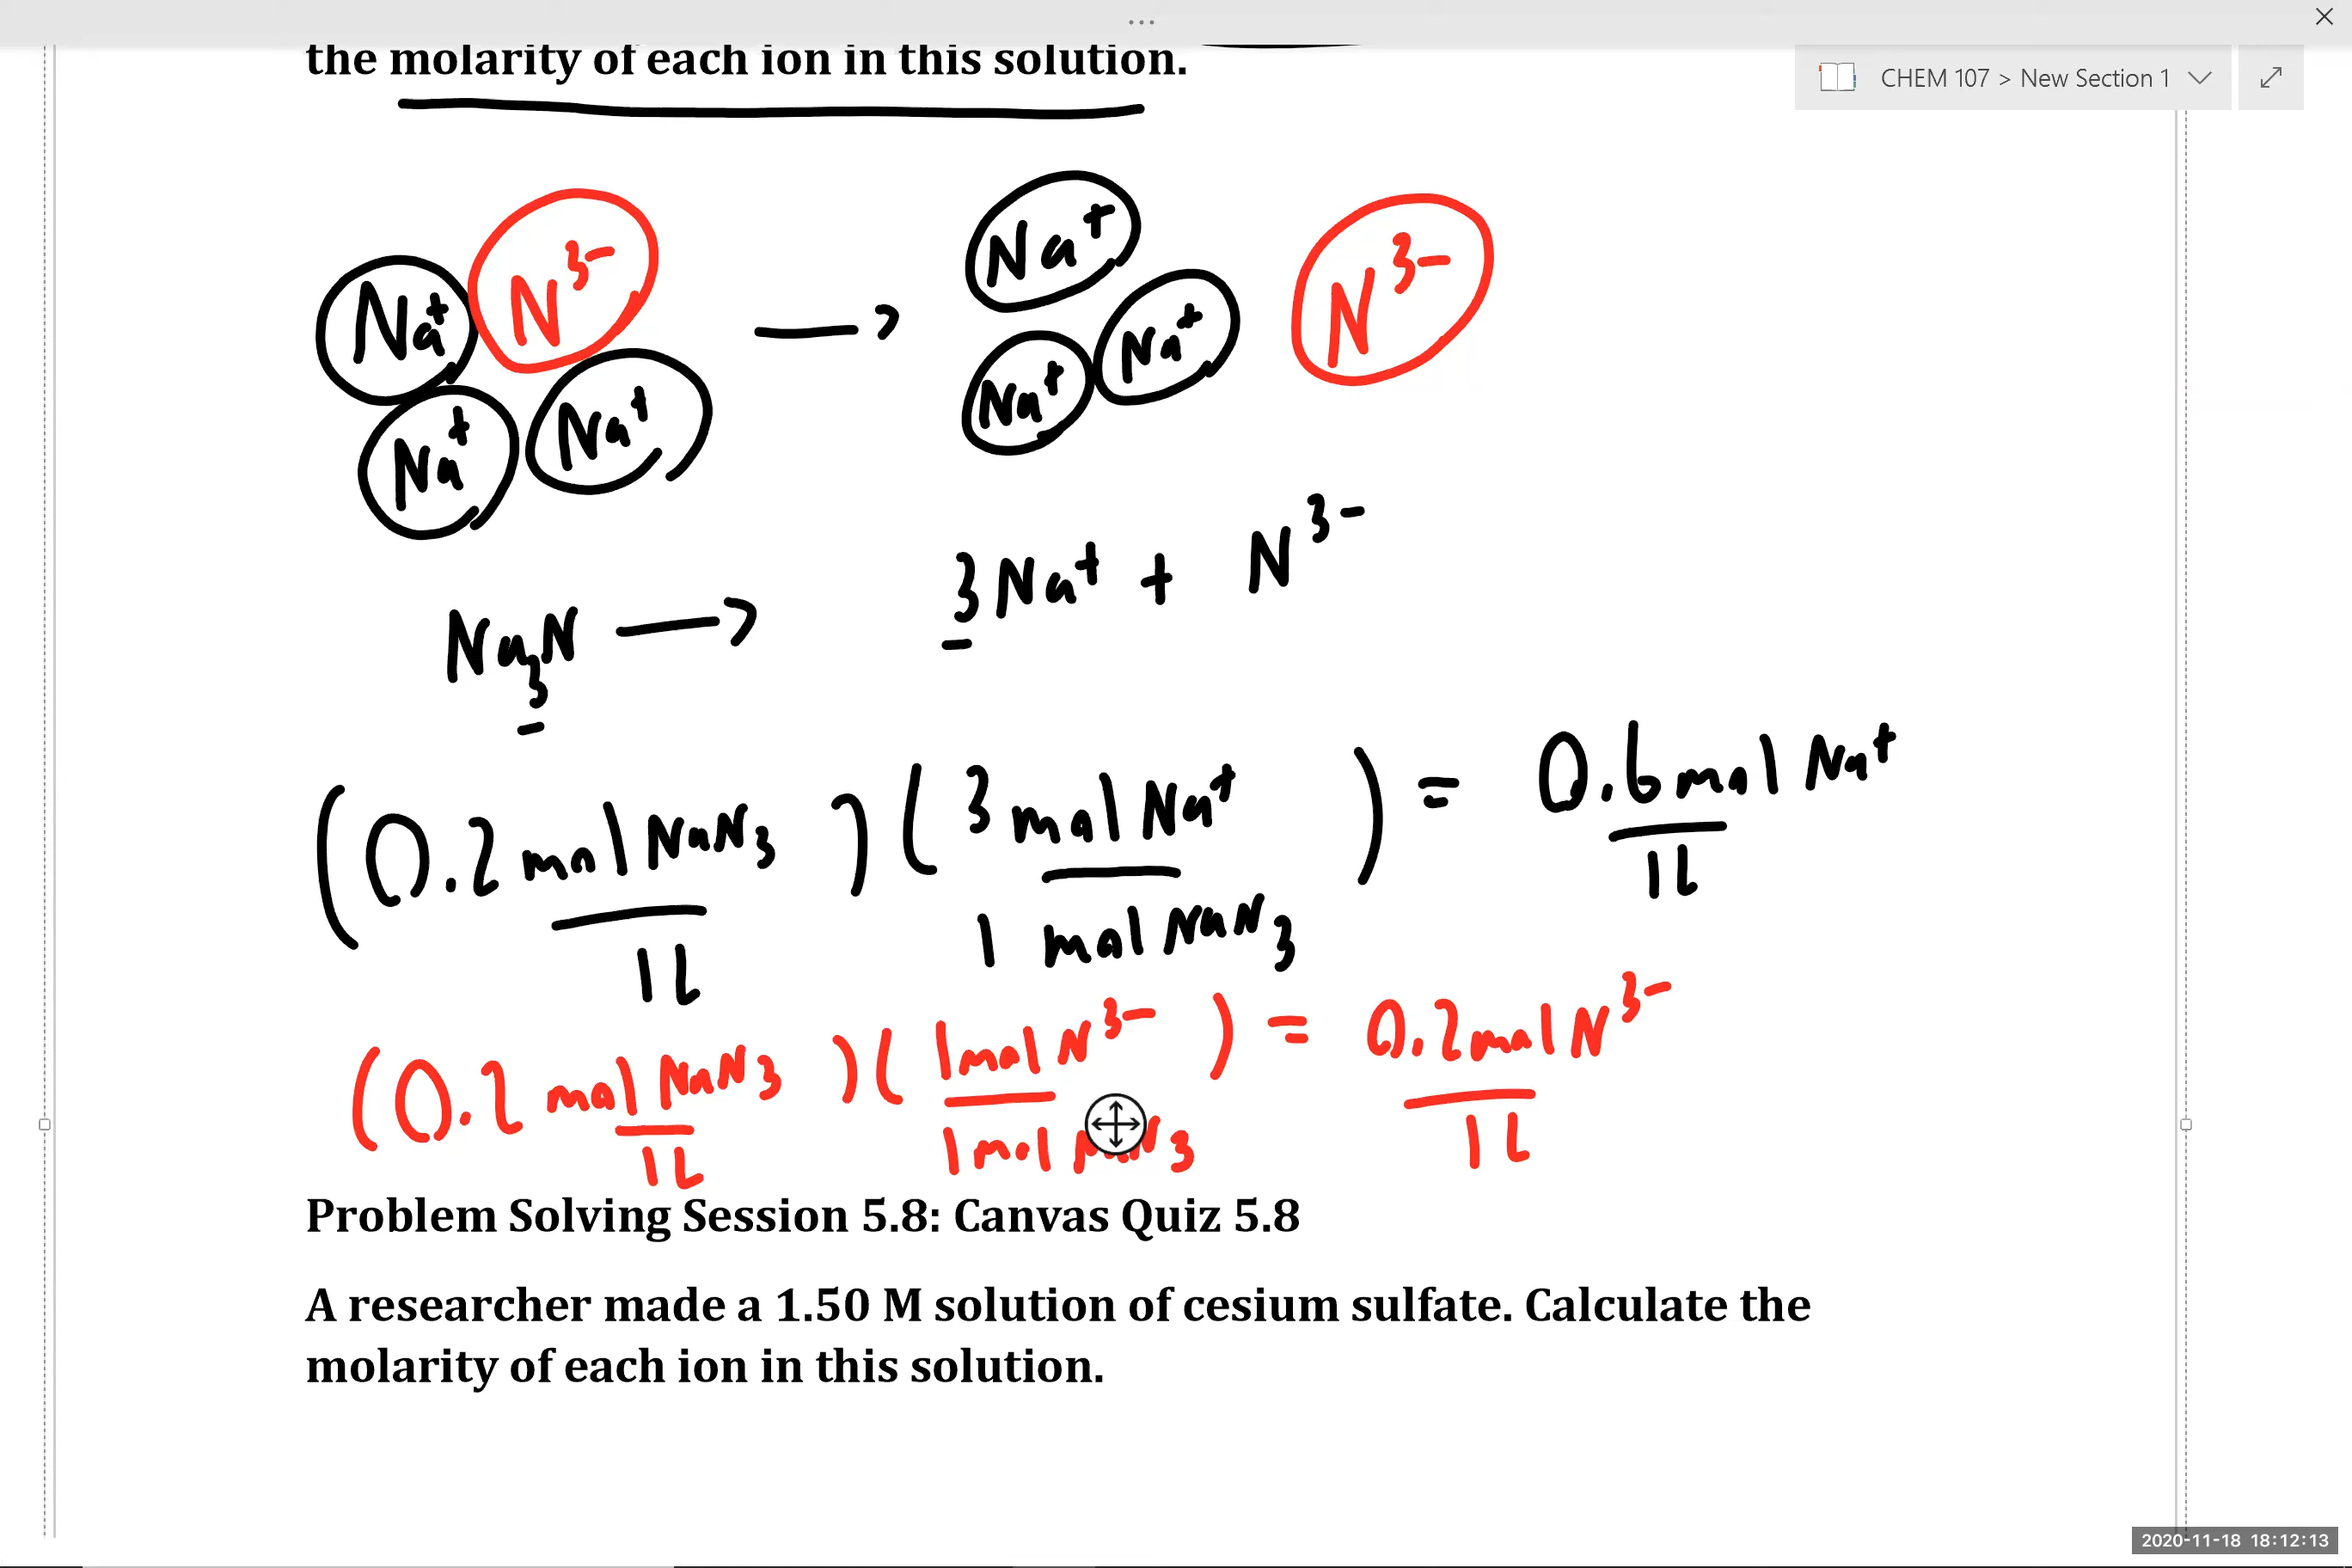 ...
the molarity of each ion in this solution.
CHEM 107 > New Section 1
Na⁺ N³⁻ → Na⁺ N³⁻
Na⁺ Na⁺ Na⁺ Na⁺
Na₃N → 3Na⁺ + N³⁻
(0.2 mol NaN₃ / 1L) (3 mol Na⁺ / 1 mol NaN₃) = 0.6 mol Na⁺ / 1L
(0.2 mol NaN₃ / 1L) (1 mol N³⁻ / 1 mol 3) = 0.2 mol N³⁻ / 1L
Problem Solving Session 5.8: Canvas Quiz 5.8
A researcher made a 1.50 M solution of cesium sulfate. Calculate the
molarity of each ion in this solution.
2020-11-18 18:12:13